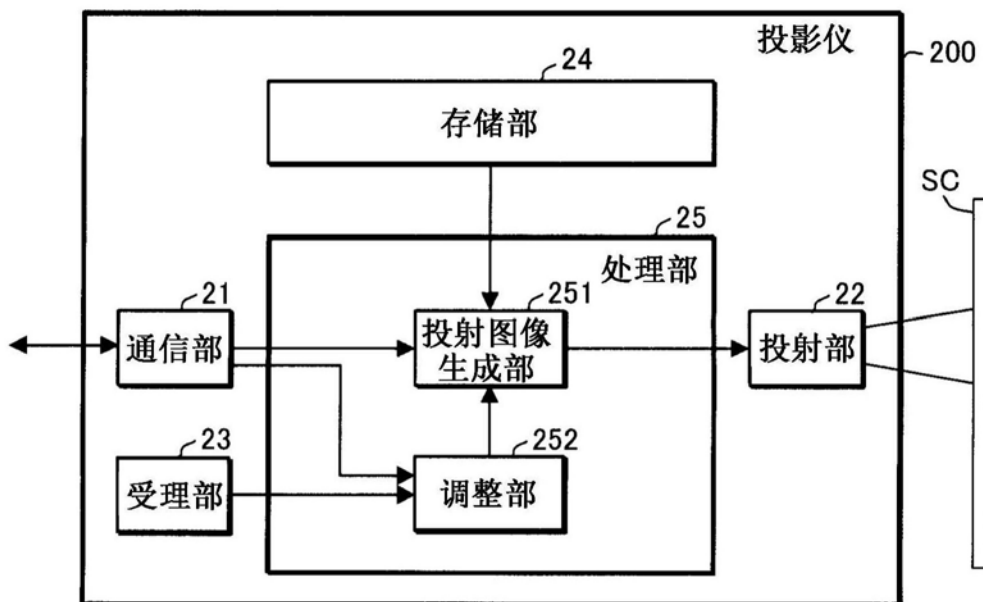 投影仪
200
24
存储部
SC
25
处理部
21
通信部
251
投射图像
生成部
22
投射部
23
受理部
252
调整部